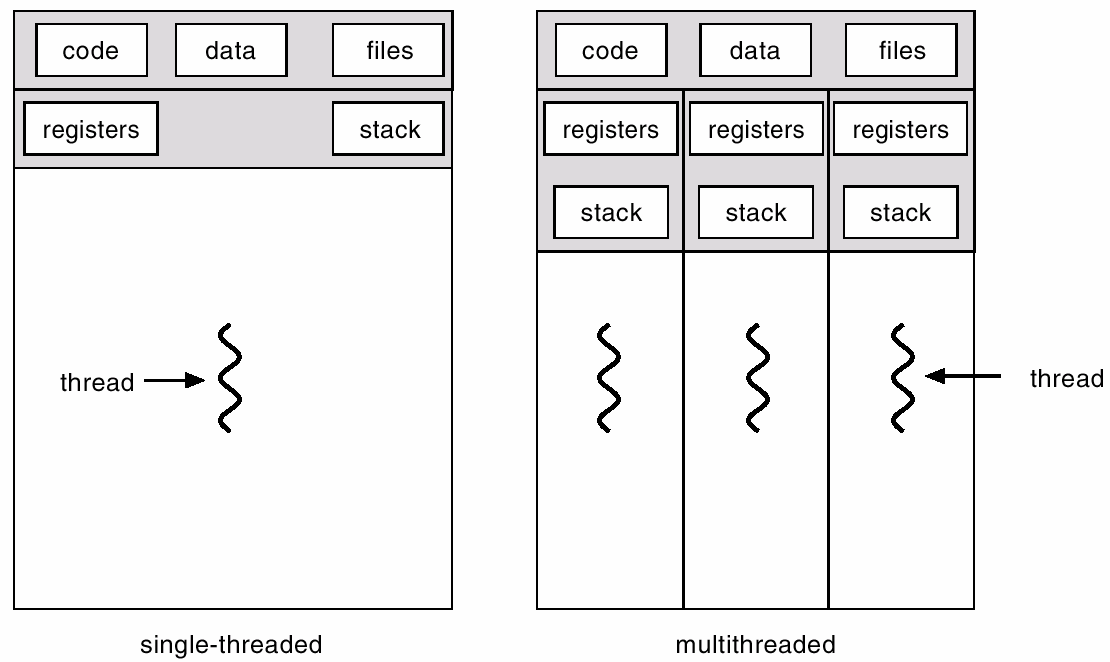 code data files
registers stack
thread
single-threaded
code data files
registers registers registers
stack stack stack
thread
multithreaded